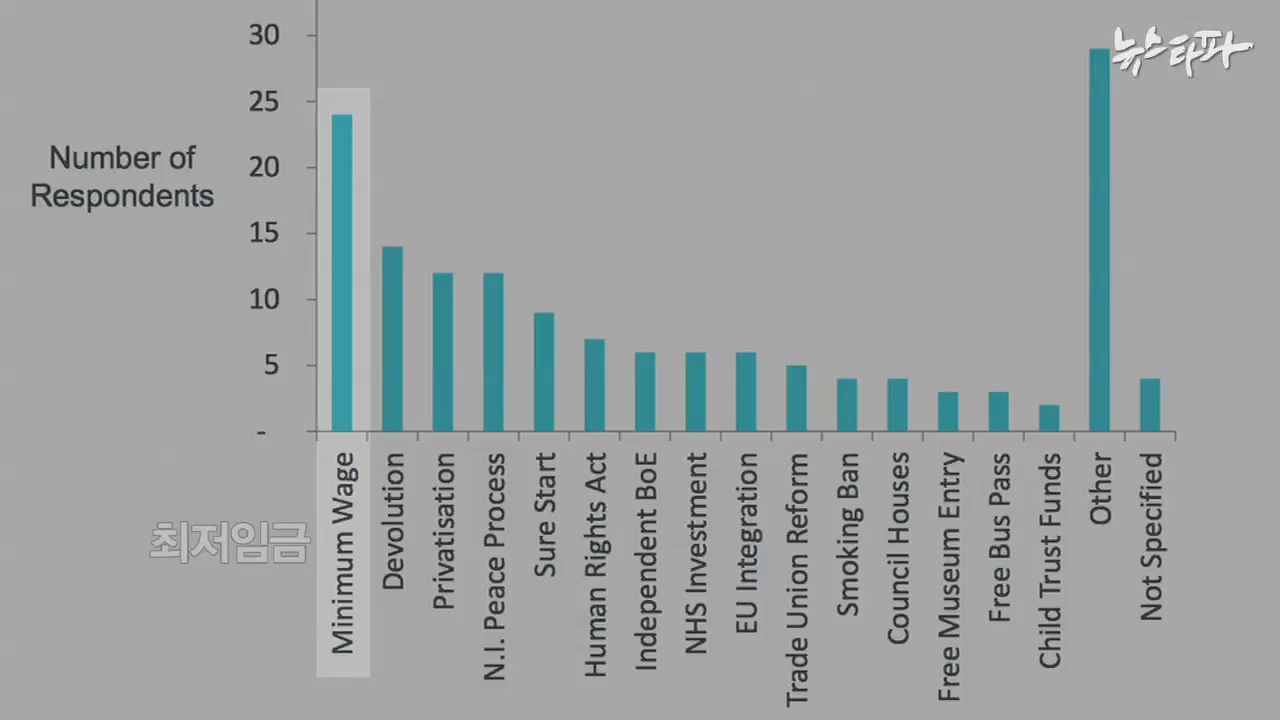 뉴스타파
30
25
Number of
Respondents
20
15
10
5
-
최저임금
Minimum Wage
Devolution
Privatisation
N.I. Peace Process
Sure Start
Human Rights Act
Independent BoE
NHS Investment
EU Integration
Trade Union Reform
Smoking Ban
Council Houses
Free Museum Entry
Free Bus Pass
Child Trust Funds
Other
Not Specified